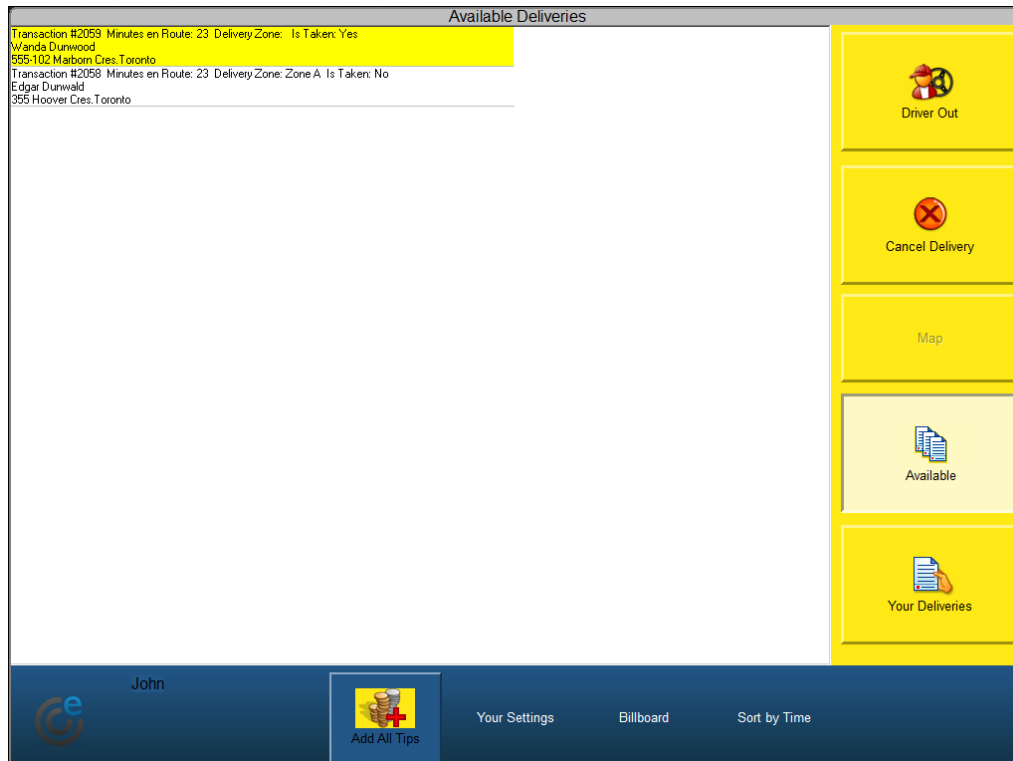 Available Deliveries
Transaction #2059 Minutes en Route: 23 Delivery Zone: Is Taken: Yes
Wanda Dunwood
555-102 Marborn Cres.Toronto
Transaction #2058 Minutes en Route: 23 Delivery Zone: Zone A Is Taken: No
Edgar Dunwald
355 Hoover Cres.Toronto
Driver Out
Cancel Delivery
Map
Available
Your Deliveries
John
e
Add All Tips
Your Settings
Billboard
Sort by Time